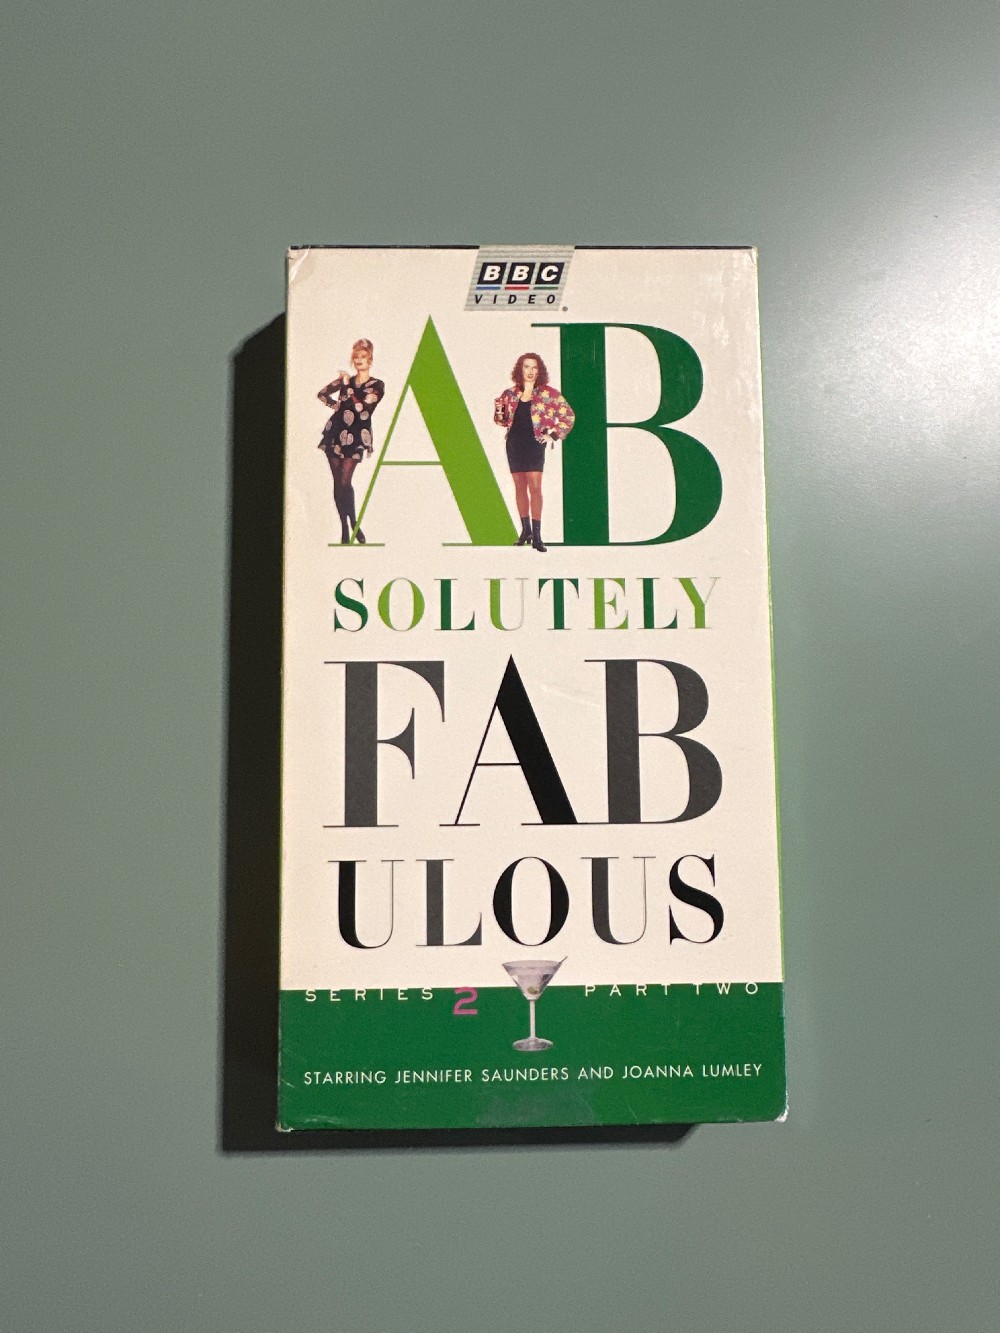 BBC
VIDEO
AB
SOLUTELY
FAB
ULOUS
SERIES 2 PART TWO
STARRING JENNIFER SAUNDERS AND JOANNA LUMLEY